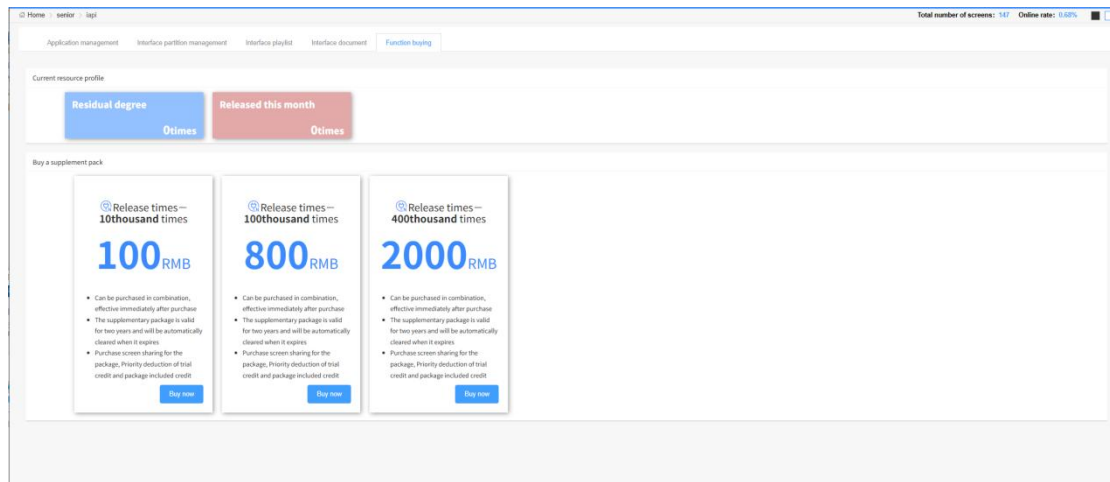 Home > senior > iapi
Total number of screens: 147 Online rate: 0.68%
Application management Interface partition management Interface playlist Interface document Function buying
Current resource profile
Residual degree
0times
Released this month
0times
Buy a supplement pack
Release times—
10thousand times
100RMB
• Can be purchased in combination,
effective immediately after purchase
• The supplementary package is valid
for two years and will be automatically
cleared when it expires
• Purchase screen sharing for the
package, Priority deduction of trial
credit and package included credit
Buy now
Release times—
100thousand times
800RMB
• Can be purchased in combination,
effective immediately after purchase
• The supplementary package is valid
for two years and will be automatically
cleared when it expires
• Purchase screen sharing for the
package, Priority deduction of trial
credit and package included credit
Buy now
Release times—
400thousand times
2000RMB
• Can be purchased in combination,
effective immediately after purchase
• The supplementary package is valid
for two years and will be automatically
cleared when it expires
• Purchase screen sharing for the
package, Priority deduction of trial
credit and package included credit
Buy now